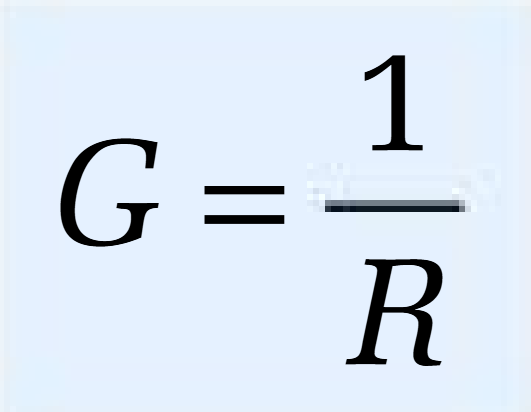 G = 1/R